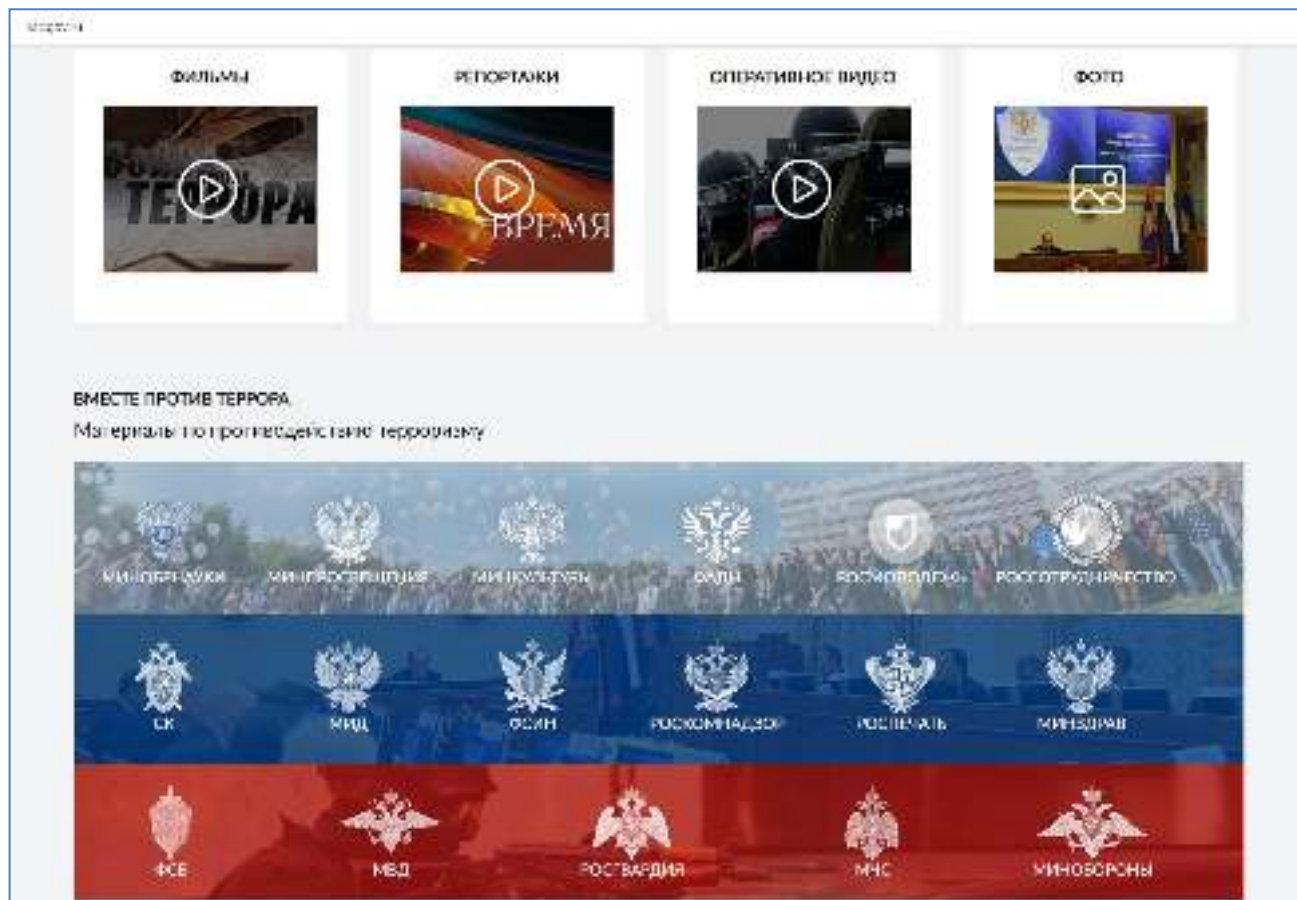 ФИЛЬМЫ
РЕПОРТАЖИ
ОПЕРАТИВНОЕ ВИДЕО
ФОТО
ТЕРРОРА
ВРЕМЯ
ВМЕСТЕ ПРОТИВ ТЕРРОРА
Материалы по противодействию терроризму
МИНОБРНАУКИ МИНПРОСВЕЩЕНИЯ МИНКУЛЬТУРЫ ФАДН РОСМОЛОДЕЖЬ РОССОТРУДНИЧЕСТВО
СК МИД ФСИН РОСКОМНАДЗОР РОСПЕЧАТЬ МИНЗДРАВ
ФСБ МВД РОСГВАРДИЯ МЧС МИНОБОРОНЫ